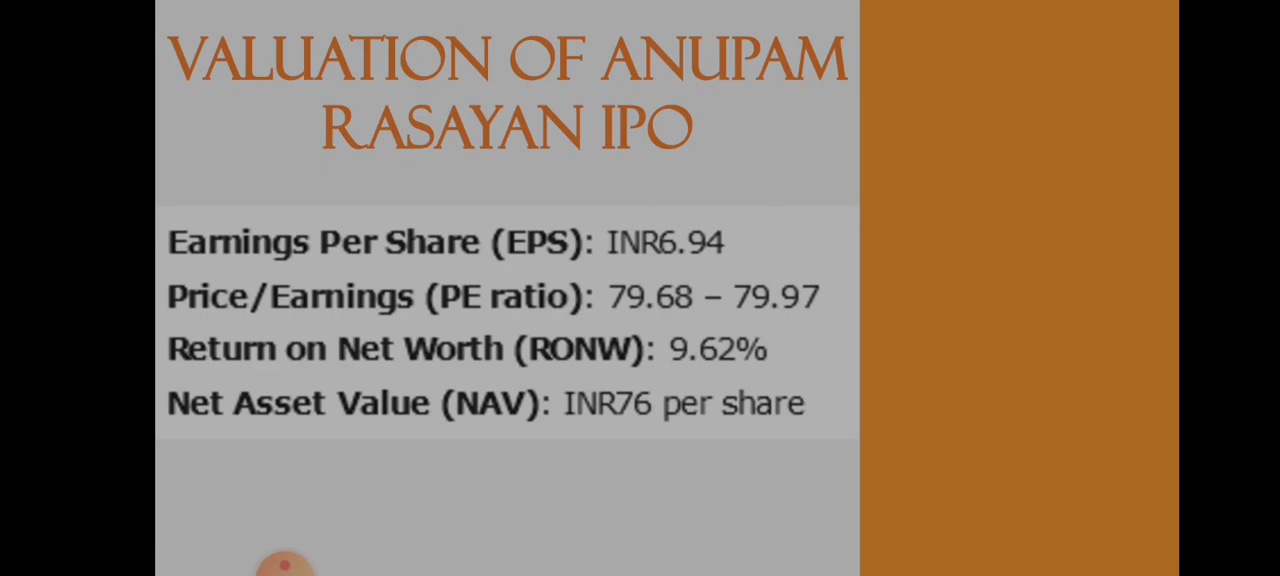 VALUATION OF ANUPAM
RASAYAN IPO
Earnings Per Share (EPS): INR6.94
Price/Earnings (PE ratio): 79.68 – 79.97
Return on Net Worth (RONW): 9.62%
Net Asset Value (NAV): INR76 per share